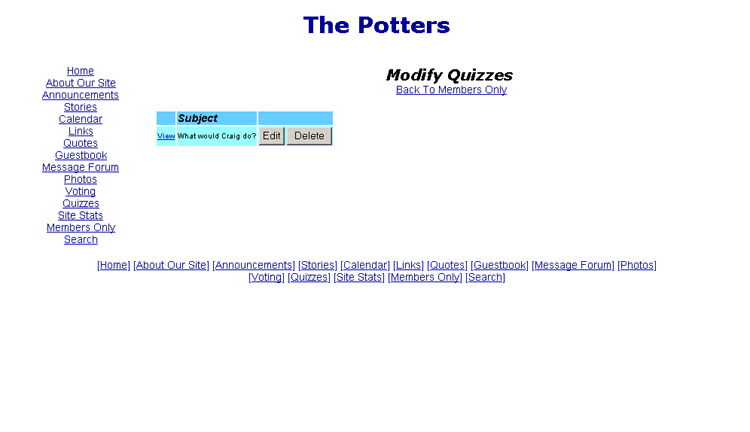 The Potters
Home
About Our Site
Announcements
Stories
Calendar
Links
Quotes
Guestbook
Message Forum
Photos
Voting
Quizzes
Site Stats
Members Only
Search
Modify Quizzes
Back To Members Only
Subject
View What would Craig do? Edit Delete
[Home] [About Our Site] [Announcements] [Stories] [Calendar] [Links] [Quotes] [Guestbook] [Message Forum] [Photos]
[Voting] [Quizzes] [Site Stats] [Members Only] [Search]